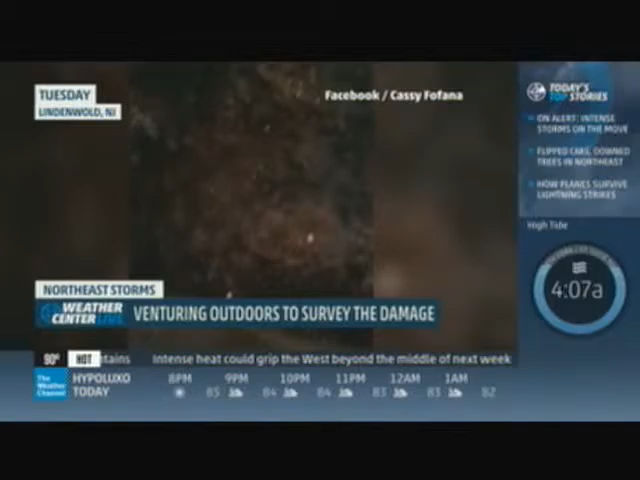 TUESDAY
LINDENWOLD, NJ
Facebook / Cassy Fofana
TODAY'S
TOP STORIES
ON ALERT: INTENSE
STORMS ON THE MOVE
FLIPPED CARS, DOWNED
TREES IN NORTHEAST
HOW PLANES SURVIVE
LIGHTNING STRIKES
High Tide
4:07a
NORTHEAST STORMS
WEATHER
CENTER LIVE
VENTURING OUTDOORS TO SURVEY THE DAMAGE
90° HOT ntains Intense heat could grip the West beyond the middle of next week
The
Weather
Channel
HYPOLUXO 8PM 9PM 10PM 11PM 12AM 1AM
TODAY 85 84 84 83 83 82